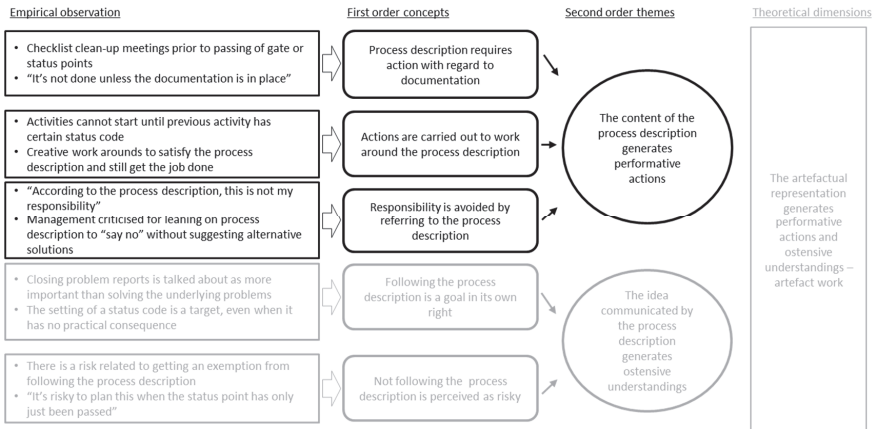 Empirical observation
First order concepts
Second order themes
Theoretical dimensions
• Checklist clean-up meetings prior to passing of gate or
status points
• “It’s not done unless the documentation is in place”
Process description requires
action with regard to
documentation
• Activities cannot start until previous activity has
certain status code
• Creative work arounds to satisfy the process
description and still get the job done
Actions are carried out to work
around the process description
• “According to the process description, this is not my
responsibility”
• Management criticised for leaning on process
description to “say no” without suggesting alternative
solutions
Responsibility is avoided by
referring to the process
description
The content of the
process description
generates
performative
actions
• Closing problem reports is talked about as more
important than solving the underlying problems
• The setting of a status code is a target, even when it
has no practical consequence
Following the process
description is a goal in its own
right
• There is a risk related to getting an exemption from
following the process description
• “It’s risky to plan this when the status point has only
just been passed”
Not following the process
description is perceived as risky
The idea
communicated by
the process
description
generates
ostensive
understandings
The artefactual
representation
generates
performative
actions and
ostensive
understandings –
artefact work